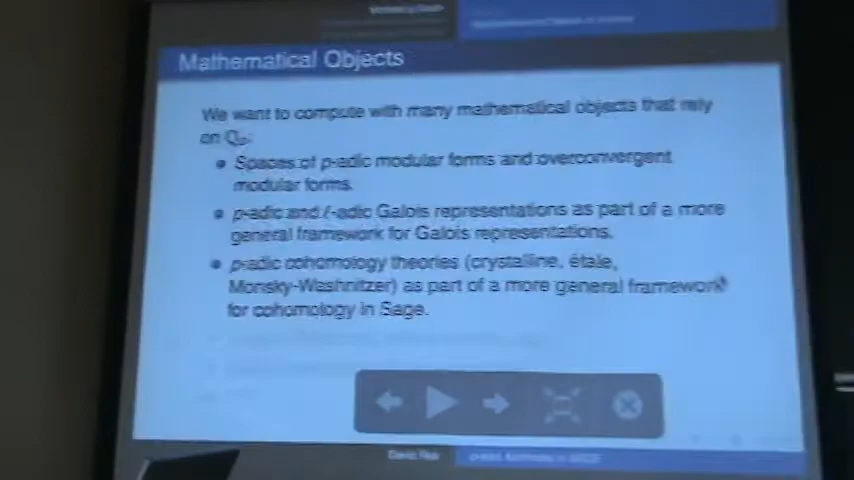 Mathematical Objects
We want to compute with many mathematical objects that rely
on Qp:
Spaces of p-adic modular forms and overconvergent
modular forms.
p-adic and ℓ-adic Galois representations as part of a more
general framework for Galois representations.
p-adic cohomology theories (crystalline, étale,
Monsky-Washnitzer) as part of a more general framework
for cohomology in Sage.
David Roe